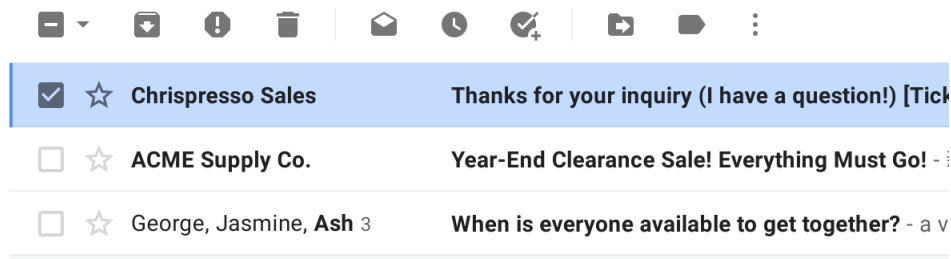 Chrispresso Sales Thanks for your inquiry (I have a question!)
ACME Supply Co. Year-End Clearance Sale! Everything Must Go! -
George, Jasmine, Ash 3 When is everyone available to get together? - a